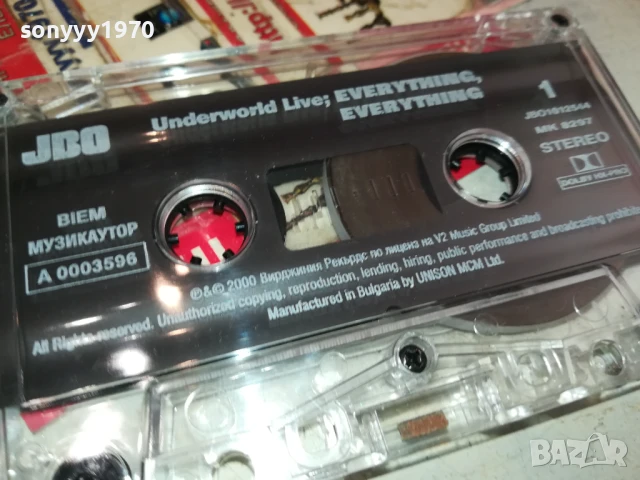 sonyyy1970
JBO
Underworld Live; EVERYTHING,
EVERYTHING
1
JBO1012544
MK 8297
STEREO
DOLBY HX-PRO
BIEM
МУЗИКАУТОР
A 0003596
℗&© 2000 Вирджиния Рекърдс по лиценз на V2 Music Group Limited
All Rights reserved. Unauthorized copying, reproduction, lending, hiring, public performance and broadcasting prohibited
Manufactured in Bulgaria by UNISON MCM Ltd.
BAZAR
bg